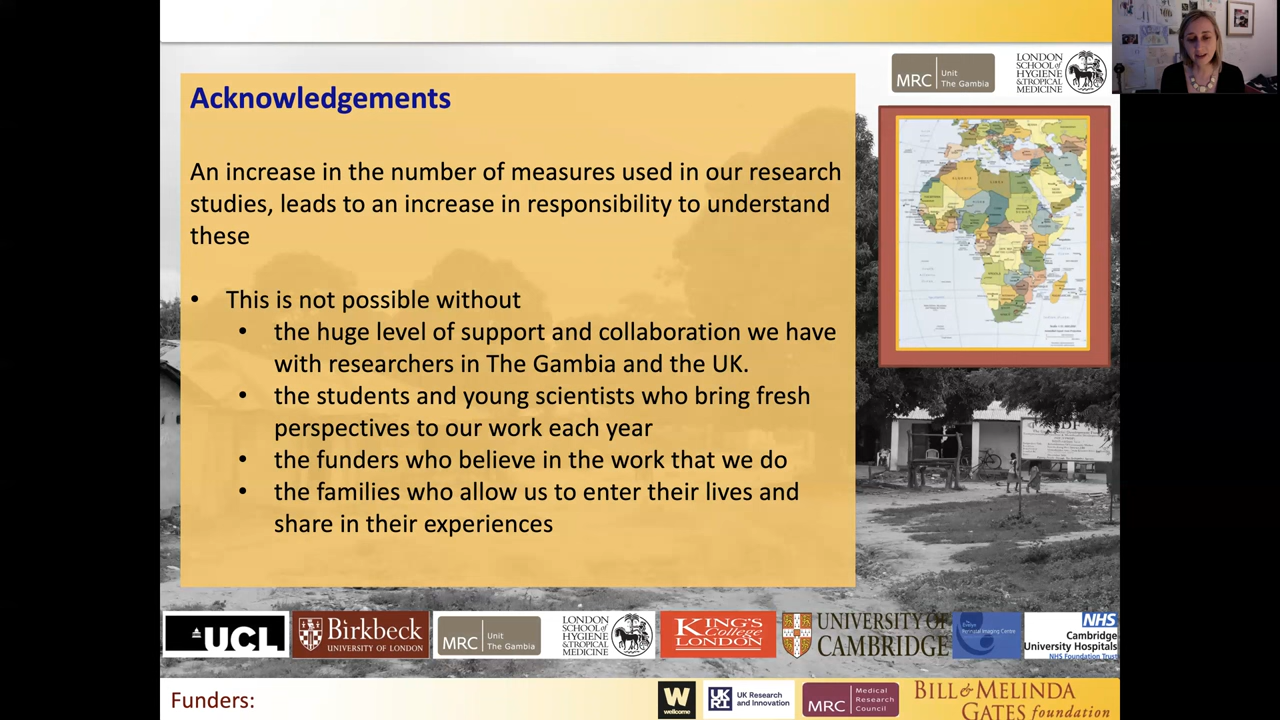 MRC Unit
The Gambia
LONDON
SCHOOL of
HYGIENE
& TROPICAL
MEDICINE
Acknowledgements
An increase in the number of measures used in our research
studies, leads to an increase in responsibility to understand
these
• This is not possible without
• the huge level of support and collaboration we have
with researchers in The Gambia and the UK.
• the students and young scientists who bring fresh
perspectives to our work each year
• the funders who believe in the work that we do
• the families who allow us to enter their lives and
share in their experiences
UCL
Birkbeck
UNIVERSITY OF LONDON
MRC Unit
The Gambia
LONDON
SCHOOL of
HYGIENE
& TROPICAL
MEDICINE
KING'S
College
LONDON
UNIVERSITY OF
CAMBRIDGE
Perinatal Imaging Centre
NHS
Cambridge
University Hospitals
NHS Foundation Trust
Funders:
W
wellcome
UKRI
UK Research
and Innovation
MRC
Medical
Research
Council
BILL & MELINDA
GATES foundation